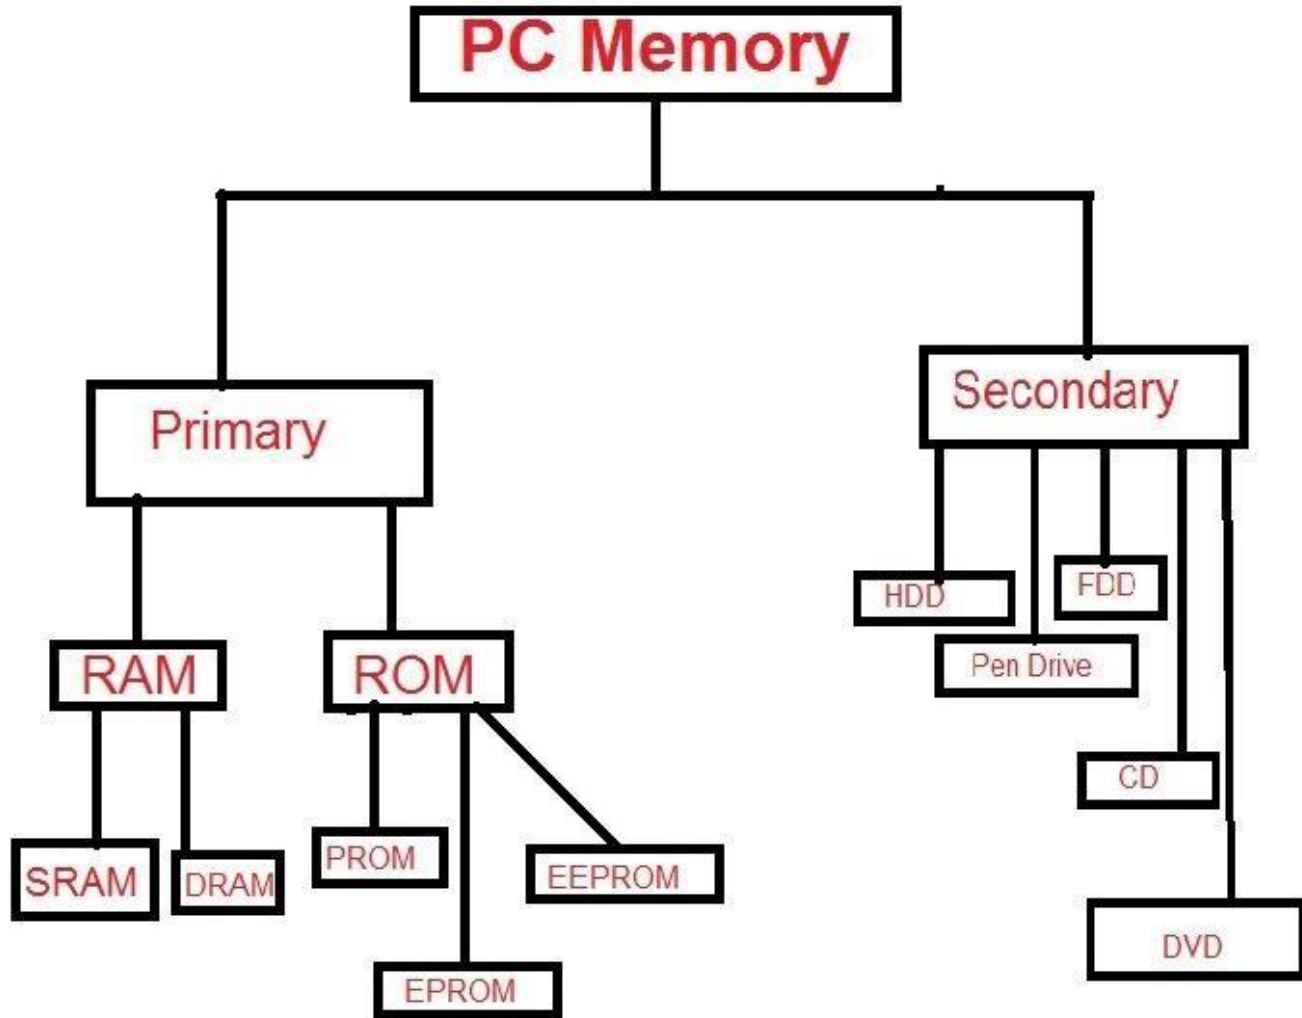 PC Memory
Primary
Secondary
RAM
ROM
HDD
FDD
Pen Drive
CD
SRAM
DRAM
PROM
EEPROM
EPROM
DVD